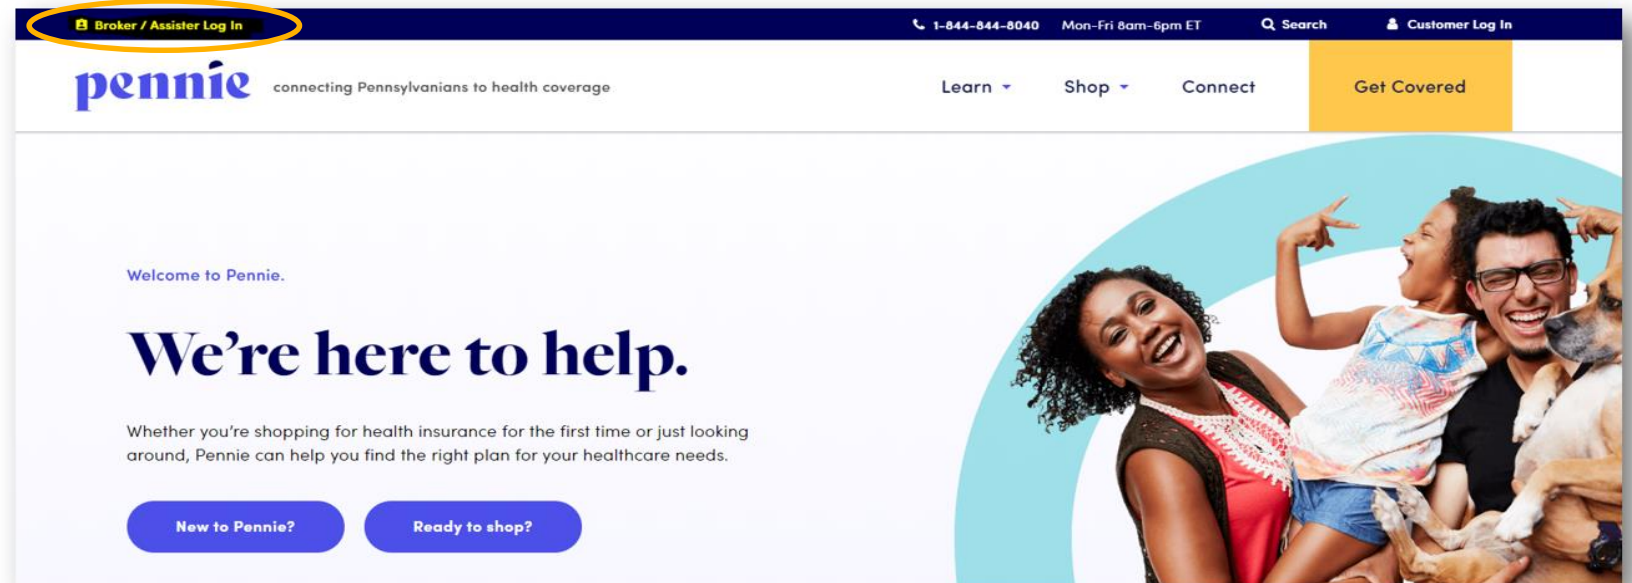 Broker / Assister Log In
1-844-844-8040 Mon-Fri 8am-6pm ET Search Customer Log In
pennie connecting Pennsylvanians to health coverage
Learn Shop Connect Get Covered
Welcome to Pennie.
We're here to help.
Whether you're shopping for health insurance for the first time or just looking
around, Pennie can help you find the right plan for your healthcare needs.
New to Pennie? Ready to shop?